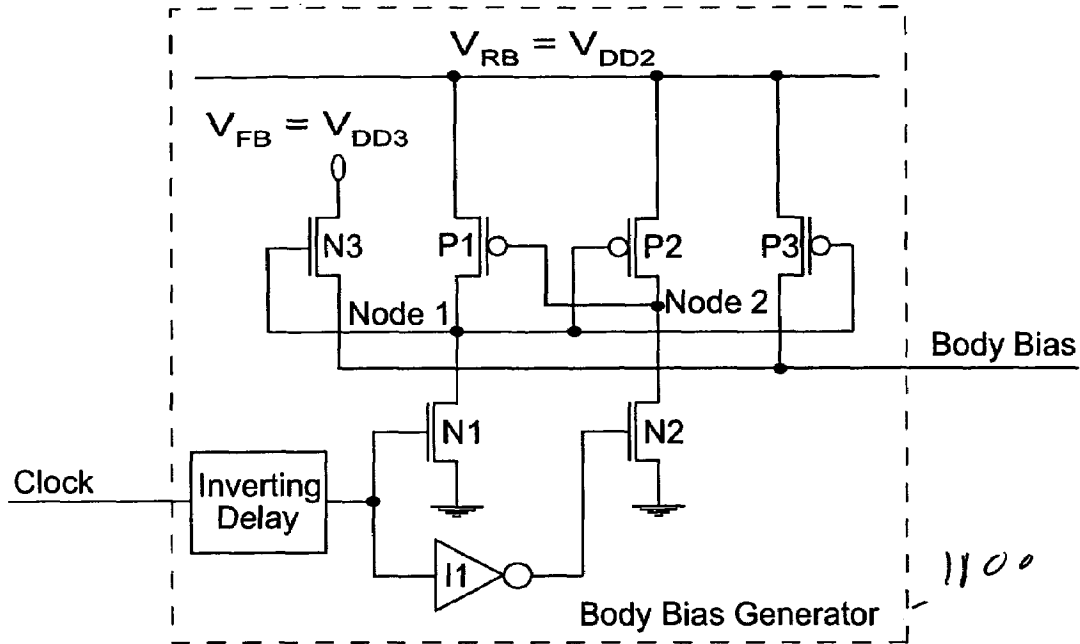 V_RB = V_DD2
V_FB = V_DD3
N3
P1
P2
P3
Node 1
Node 2
Body Bias
N1
N2
Clock
Inverting
Delay
I1
1100
Body Bias Generator